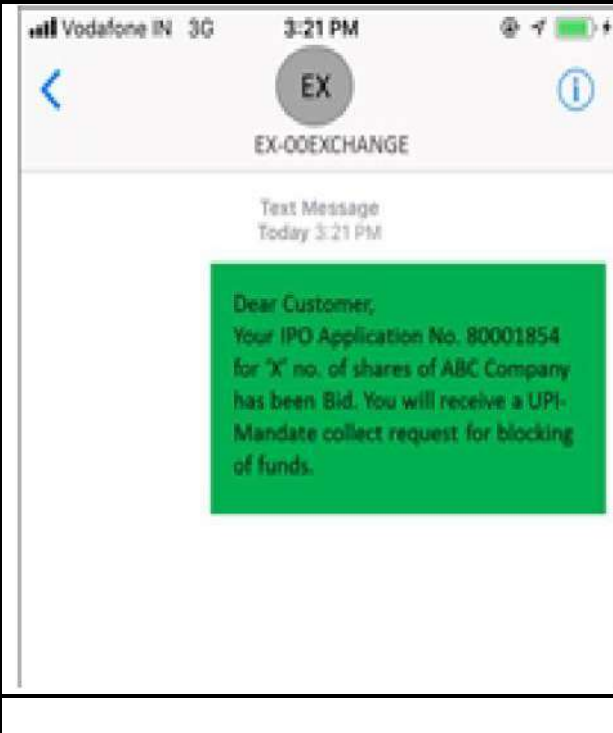 Vodafone IN 3G 3:21 PM
EX
EX-OOEXCHANGE
Text Message
Today 3:21 PM
Dear Customer,
Your IPO Application No. 80001854
for 'X' no. of shares of ABC Company
has been Bid. You will receive a UPI-
Mandate collect request for blocking
of funds.